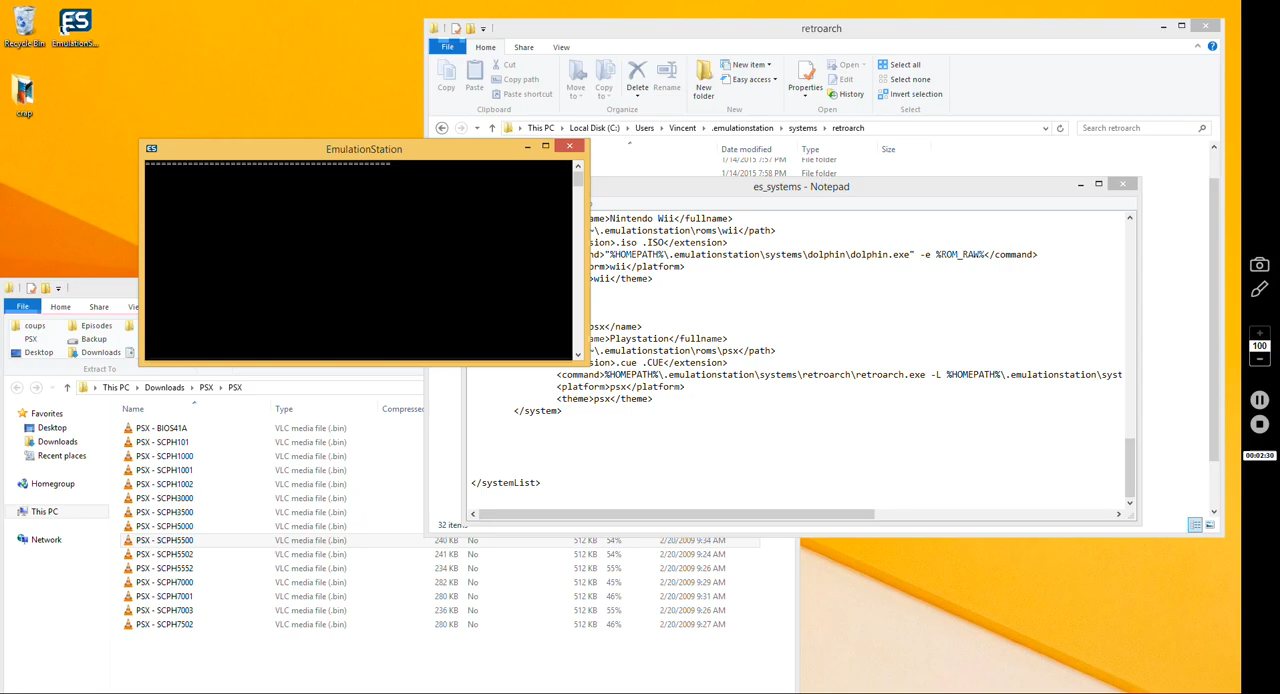 Recycle Bin
EmulationS...
crap
retroarch
File Home Share View
Copy
Paste
Cut
Copy path
Paste shortcut
Clipboard
Move to
Copy to
Delete
Rename
Organize
New folder
New item
Easy access
New
Properties
Open
Edit
History
Open
Select all
Select none
Invert selection
Select
This PC Local Disk (C:) Users Vincent .emulationstation systems retroarch
Search retroarch
Date modified Type Size
1/14/2015 7:57 PM File folder
1/14/2015 7:58 PM File folder
32 items
ES EmulationStation
===============================================
es_systems - Notepad
name>Nintendo Wii</fullname>
~\.emulationstation\roms\wii</path>
sion>.iso .ISO</extension>
nd>"%HOMEPATH%\.emulationstation\systems\dolphin\dolphin.exe" -e %ROM_RAW%</command>
orm>wii</platform>
>wii</theme>
psx</name>
ame>Playstation</fullname>
~\.emulationstation\roms\psx</path>
sion>.cue .CUE</extension>
<command>%HOMEPATH%\.emulationstation\systems\retroarch\retroarch.exe -L %HOMEPATH%\.emulationstation\syst
<platform>psx</platform>
<theme>psx</theme>
</system>
</systemList>
File Home Share Vie
coups Episodes
PSX Backup
Desktop Downloads
Extract To
This PC Downloads PSX PSX
Favorites
Desktop
Downloads
Recent places
Homegroup
This PC
Network
Name Type Compresse
PSX - BIOS41A VLC media file (.bin)
PSX - SCPH101 VLC media file (.bin)
PSX - SCPH1000 VLC media file (.bin)
PSX - SCPH1001 VLC media file (.bin)
PSX - SCPH1002 VLC media file (.bin)
PSX - SCPH3000 VLC media file (.bin)
PSX - SCPH3500 VLC media file (.bin)
PSX - SCPH5000 VLC media file (.bin)
PSX - SCPH5500 VLC media file (.bin) 240 KB No 512 KB 54% 2/20/2009 9:34 AM
PSX - SCPH5502 VLC media file (.bin) 241 KB No 512 KB 54% 2/20/2009 9:24 AM
PSX - SCPH5552 VLC media file (.bin) 234 KB No 512 KB 55% 2/20/2009 9:26 AM
PSX - SCPH7000 VLC media file (.bin) 282 KB No 512 KB 45% 2/20/2009 9:29 AM
PSX - SCPH7001 VLC media file (.bin) 280 KB No 512 KB 46% 2/20/2009 9:31 AM
PSX - SCPH7003 VLC media file (.bin) 236 KB No 512 KB 55% 2/20/2009 9:26 AM
PSX - SCPH7502 VLC media file (.bin) 280 KB No 512 KB 46% 2/20/2009 9:27 AM
100
00:02:30